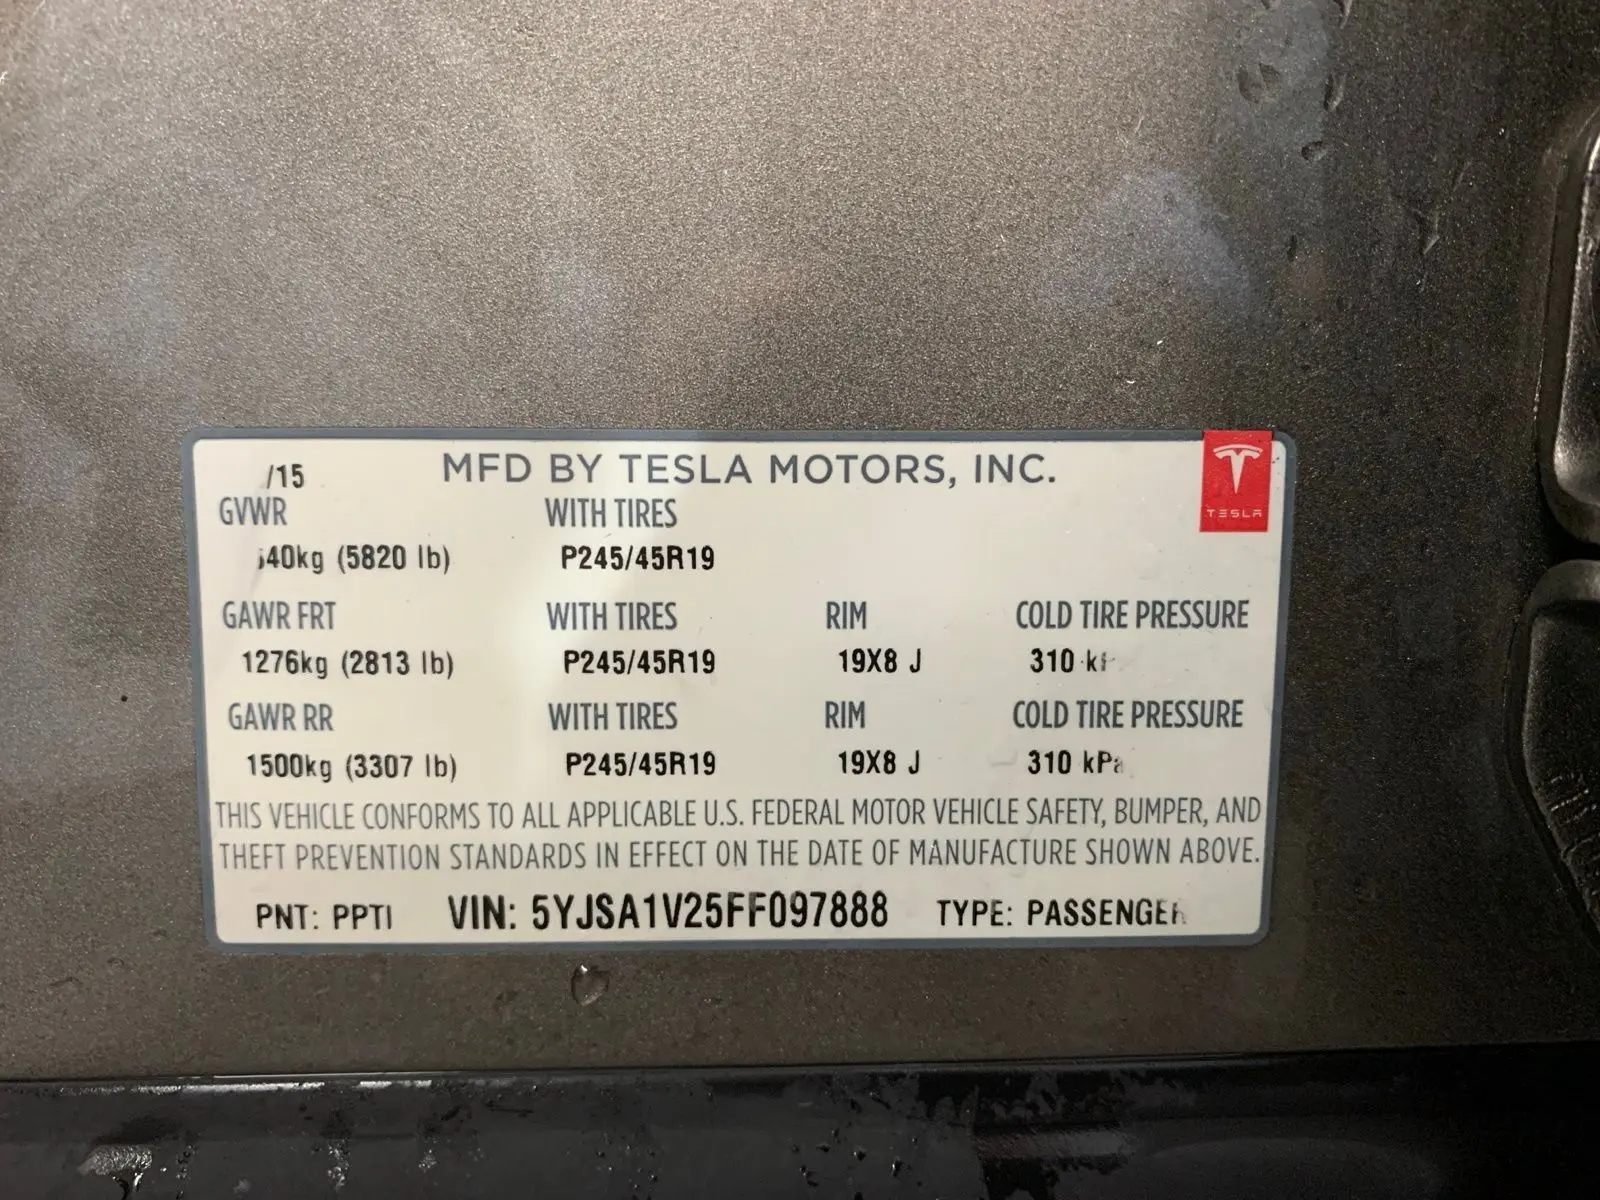 /15 MFD BY TESLA MOTORS, INC.
TESLA
GVWR WITH TIRES
40kg (5820 lb) P245/45R19
GAWR FRT WITH TIRES RIM COLD TIRE PRESSURE
1276kg (2813 lb) P245/45R19 19X8 J 310
GAWR RR WITH TIRES RIM COLD TIRE PRESSURE
1500kg (3307 lb) P245/45R19 19X8 J 310 kPa
THIS VEHICLE CONFORMS TO ALL APPLICABLE U.S. FEDERAL MOTOR VEHICLE SAFETY, BUMPER, AND
THEFT PREVENTION STANDARDS IN EFFECT ON THE DATE OF MANUFACTURE SHOWN ABOVE.
PNT: PPTI VIN: 5YJSA1V25FF097888 TYPE: PASSENGER